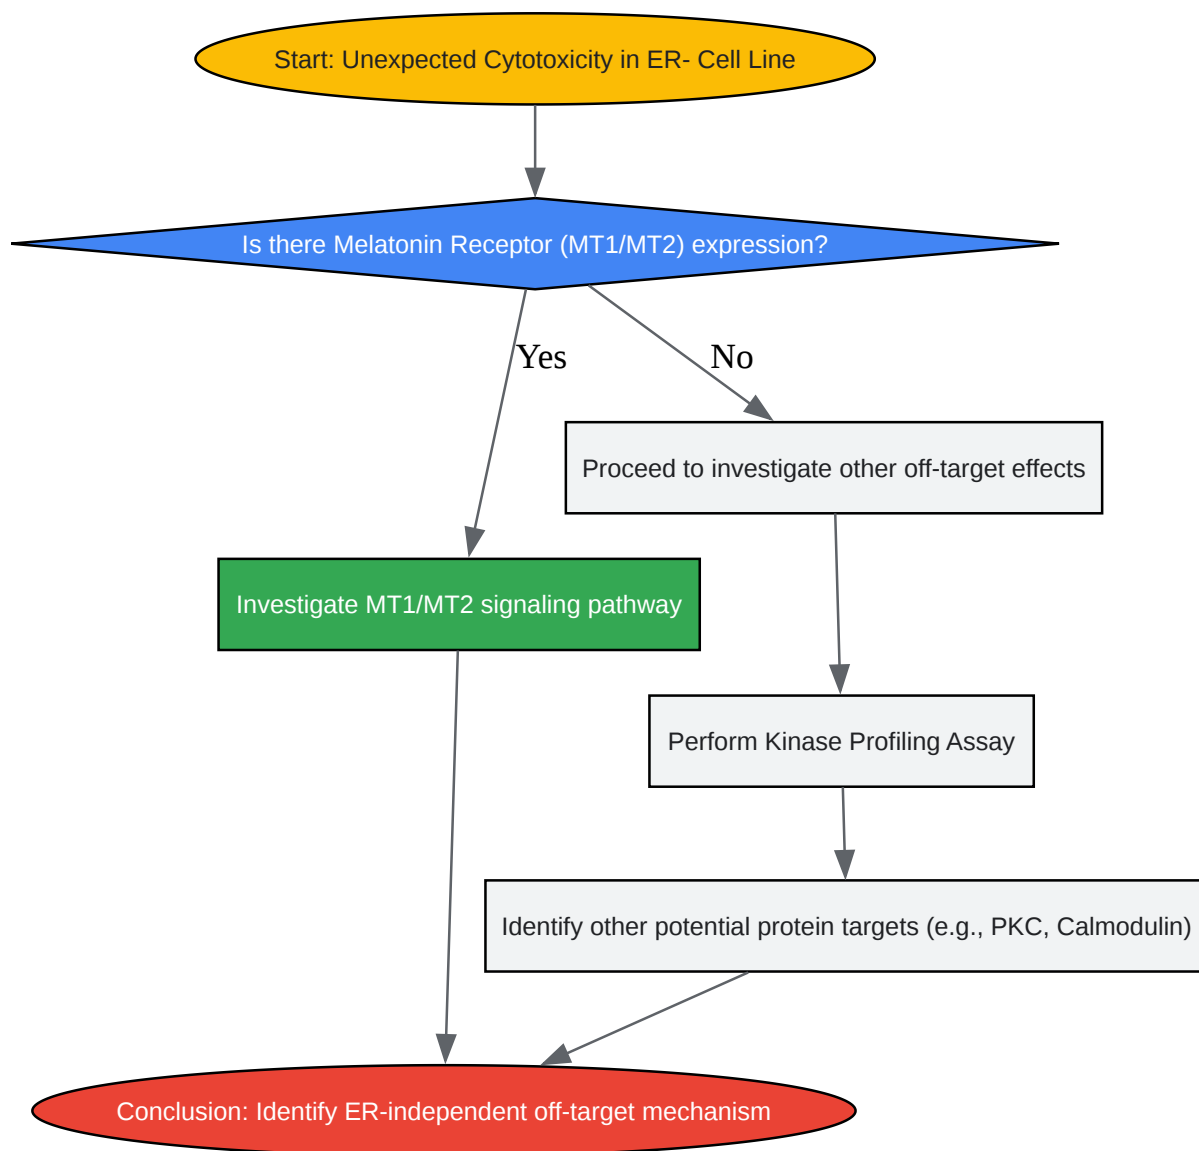 Start: Unexpected Cytotoxicity in ER- Cell Line
Is there Melatonin Receptor (MT1/MT2) expression?
Yes
No
Proceed to investigate other off-target effects
Investigate MT1/MT2 signaling pathway
Perform Kinase Profiling Assay
Identify other potential protein targets (e.g., PKC, Calmodulin)
Conclusion: Identify ER-independent off-target mechanism